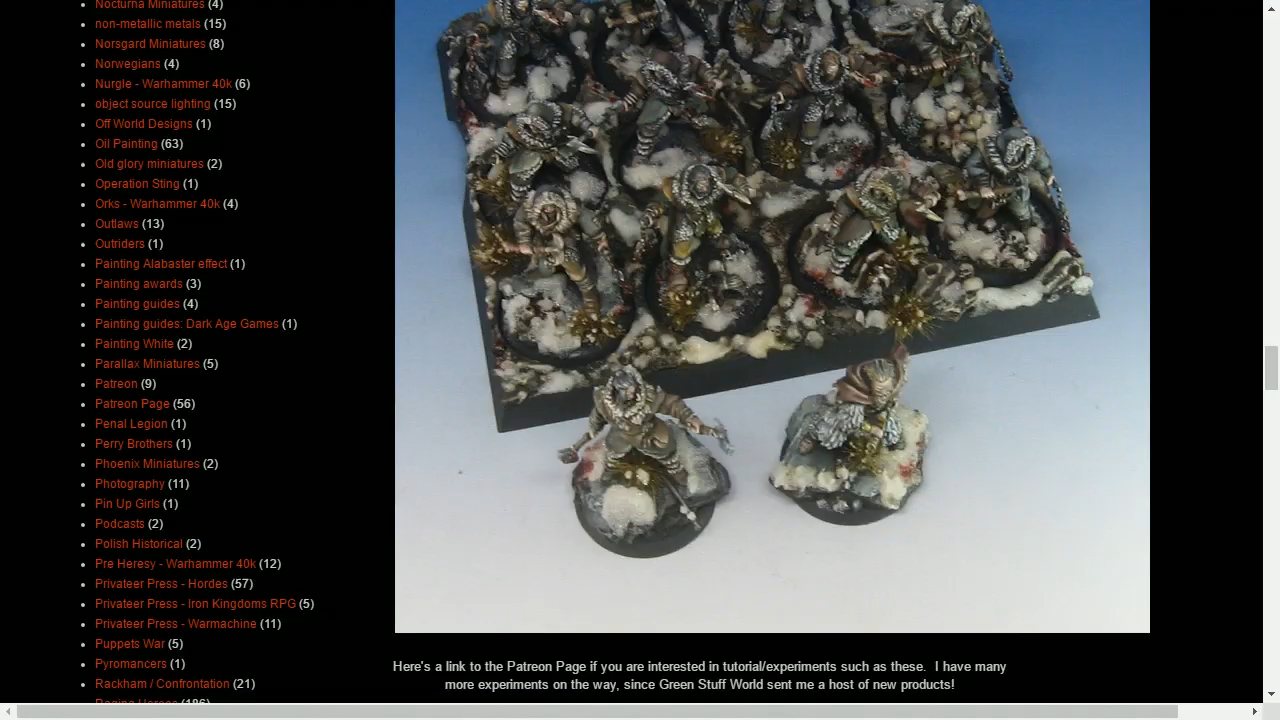 Nocturna Miniatures (4)
non-metallic metals (15)
Norsgard Miniatures (8)
Norwegians (4)
Nurgle - Warhammer 40k (6)
object source lighting (15)
Off World Designs (1)
Oil Painting (63)
Old glory miniatures (2)
Operation Sting (1)
Orks - Warhammer 40k (4)
Outlaws (13)
Outriders (1)
Painting Alabaster effect (1)
Painting awards (3)
Painting guides (4)
Painting guides: Dark Age Games (1)
Painting White (2)
Parallax Miniatures (5)
Patreon (9)
Patreon Page (56)
Penal Legion (1)
Perry Brothers (1)
Phoenix Miniatures (2)
Photography (11)
Pin Up Girls (1)
Podcasts (2)
Polish Historical (2)
Pre Heresy - Warhammer 40k (12)
Privateer Press - Hordes (57)
Privateer Press - Iron Kingdoms RPG (5)
Privateer Press - Warmachine (11)
Puppets War (5)
Pyromancers (1)
Rackham / Confrontation (21)
Raging Heroes (186)
Here's a link to the Patreon Page if you are interested in tutorial/experiments such as these.  I have many
more experiments on the way, since Green Stuff World sent me a host of new products!